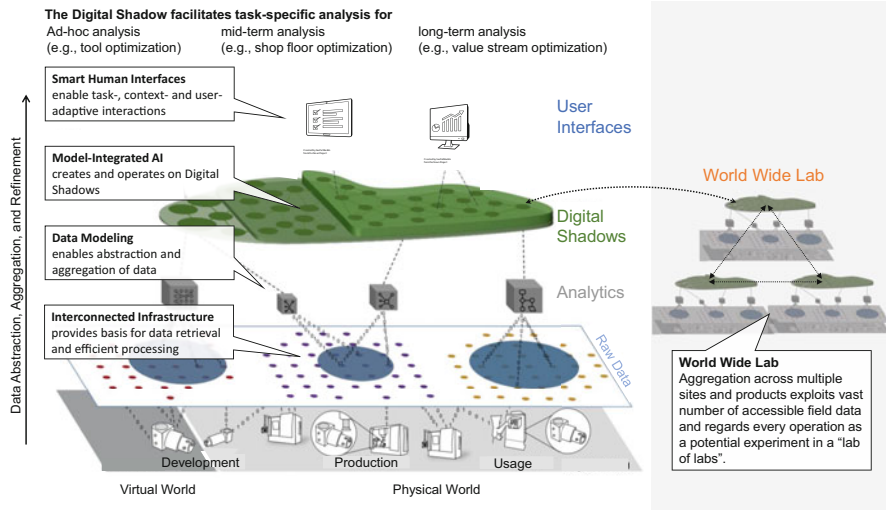 The Digital Shadow facilitates task-specific analysis for
Ad-hoc analysis
(e.g., tool optimization)
mid-term analysis
(e.g., shop floor optimization)
long-term analysis
(e.g., value stream optimization)
Smart Human Interfaces
enable task-, context- and user-
adaptive interactions
User
Interfaces
Model-Integrated AI
creates and operates on Digital
Shadows
World Wide Lab
Digital
Shadows
Data Modeling
enables abstraction and
aggregation of data
Analytics
Interconnected Infrastructure
provides basis for data retrieval
and efficient processing
Raw Data
Data Abstraction, Aggregation, and Refinement
World Wide Lab
Aggregation across multiple
sites and products exploits vast
number of accessible field data
and regards every operation as
a potential experiment in a “lab
of labs”.
Development
Production
Usage
Virtual World
Physical World